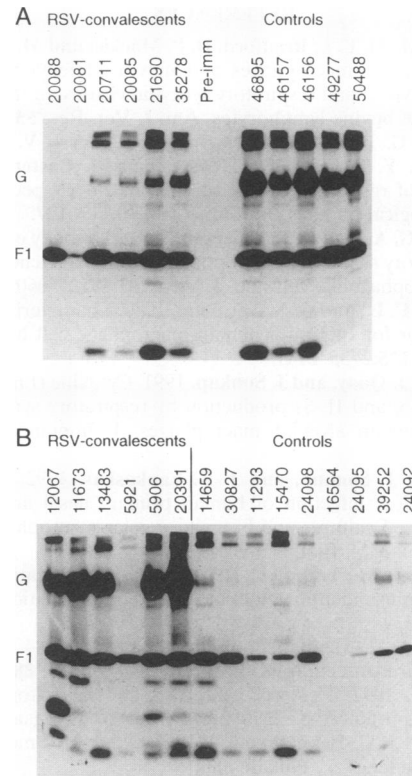 A
RSV-convalescents Controls
20088 20081 20711 20085 21690 35278 Pre-imm 46895 46157 46156 49277 50488
G
F1
B
RSV-convalescents Controls
12067 11673 13483 5921 5906 20391 14659 30827 11293 15470 24098 16564 24095 39252 24092
G
F1